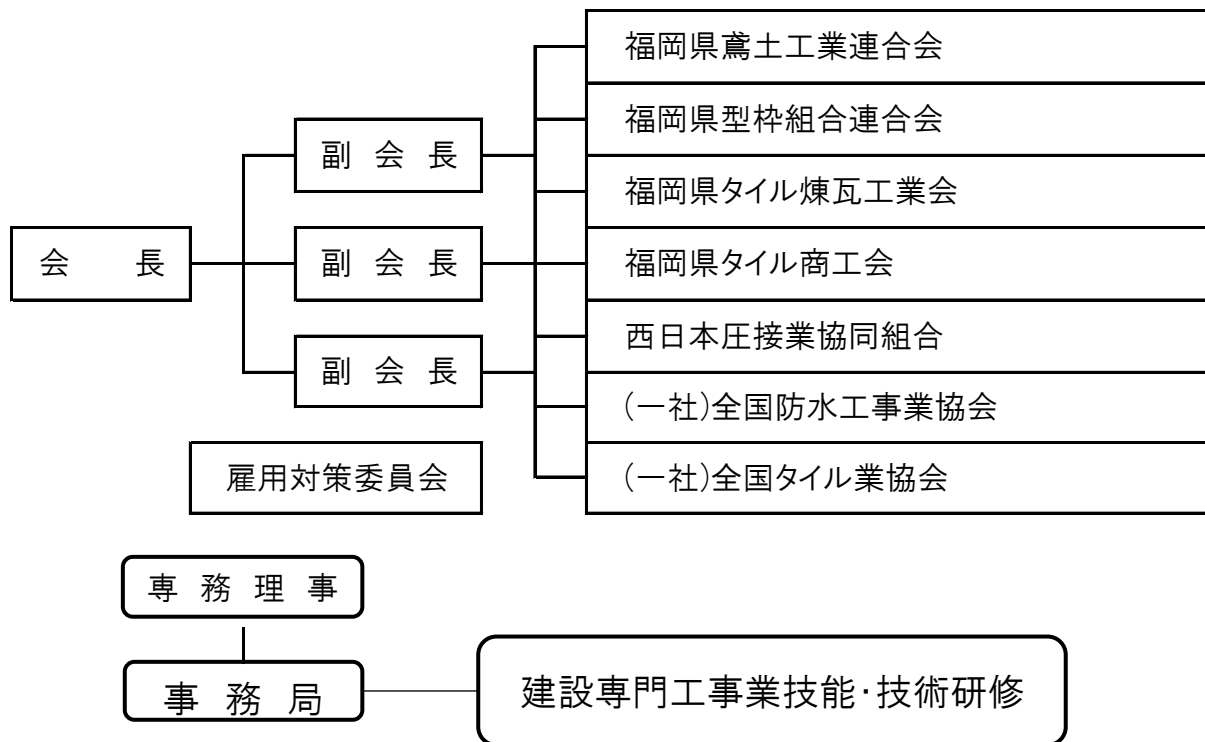 福岡県鳶土工業連合会
福岡県型枠組合連合会
副 会 長
福岡県タイル煉瓦工業会
会 長
副 会 長
福岡県タイル商工会
西日本圧接業協同組合
副 会 長
(一社)全国防水工事業協会
雇用対策委員会
(一社)全国タイル業協会
専 務 理 事
事 務 局
建設専門工事業技能・技術研修